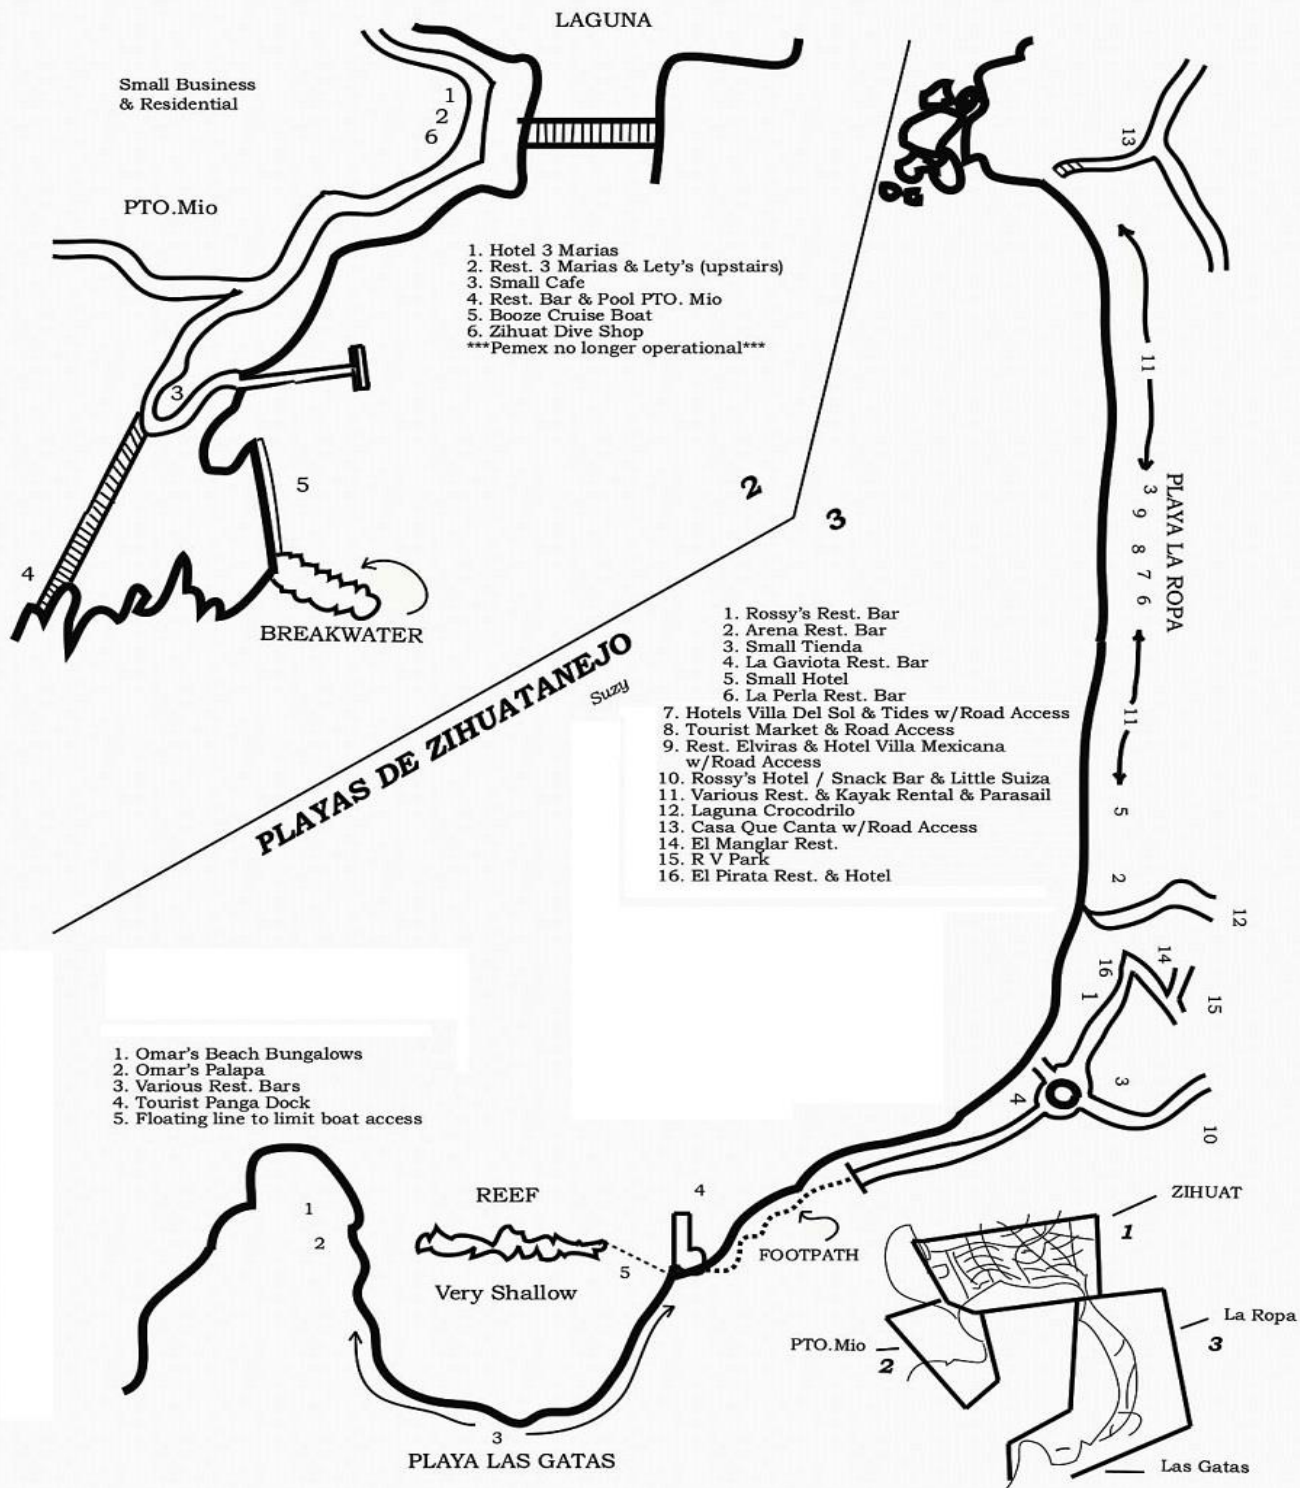 LAGUNA
Small Business
& Residential
1
2
6
13
PTO.Mio
1. Hotel 3 Marias
2. Rest. 3 Marias & Lety's (upstairs)
3. Small Cafe
4. Rest. Bar & Pool PTO. Mio
5. Booze Cruise Boat
6. Zihuat Dive Shop
***Pemex no longer operational***
11
3
5
4
2
3
3
9
8
7
6
PLAYA LA ROPA
BREAKWATER
PLAYAS DE ZIHUATANEJO
Suzy
1. Rossy's Rest. Bar
2. Arena Rest. Bar
3. Small Tienda
4. La Gaviota Rest. Bar
5. Small Hotel
6. La Perla Rest. Bar
7. Hotels Villa Del Sol & Tides w/Road Access
8. Tourist Market & Road Access
9. Rest. Elviras & Hotel Villa Mexicana
w/Road Access
10. Rossy's Hotel / Snack Bar & Little Suiza
11. Various Rest. & Kayak Rental & Parasail
12. Laguna Crocodrilo
13. Casa Que Canta w/Road Access
14. El Manglar Rest.
15. R V Park
16. El Pirata Rest. & Hotel
11
5
2
12
16
14
1
15
3
4
10
1. Omar's Beach Bungalows
2. Omar's Palapa
3. Various Rest. Bars
4. Tourist Panga Dock
5. Floating line to limit boat access
1
2
REEF
4
5
Very Shallow
FOOTPATH
3
PLAYA LAS GATAS
ZIHUAT
1
La Ropa
3
PTO.Mio
2
Las Gatas